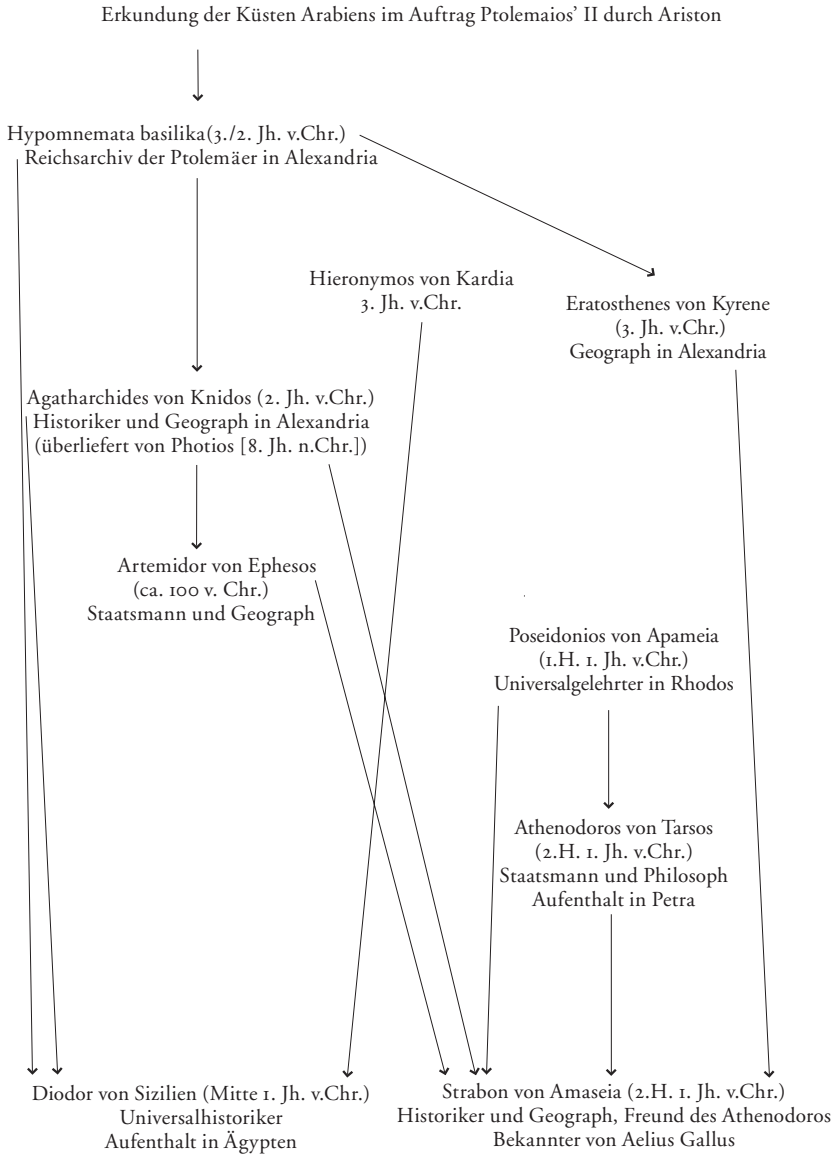 Erkundung der Küsten Arabiens im Auftrag Ptolemaios’ II durch Ariston
Hypomnemata basilika(3./2. Jh. v.Chr.)
Reichsarchiv der Ptolemäer in Alexandria
Hieronymos von Kardia
3. Jh. v.Chr.
Eratosthenes von Kyrene
(3. Jh. v.Chr.)
Geograph in Alexandria
Agatharchides von Knidos (2. Jh. v.Chr.)
Historiker und Geograph in Alexandria
(überliefert von Photios [8. Jh. n.Chr.])
Artemidor von Ephesos
(ca. 100 v. Chr.)
Staatsmann und Geograph
Poseidonios von Apameia
(1.H. 1. Jh. v.Chr.)
Universalgelehrter in Rhodos
Athenodoros von Tarsos
(2.H. 1. Jh. v.Chr.)
Staatsmann und Philosoph
Aufenthalt in Petra
Diodor von Sizilien (Mitte 1. Jh. v.Chr.)
Universalhistoriker
Aufenthalt in Ägypten
Strabon von Amaseia (2.H. 1. Jh. v.Chr.)
Historiker und Geograph, Freund des Athenodoros
Bekannter von Aelius Gallus